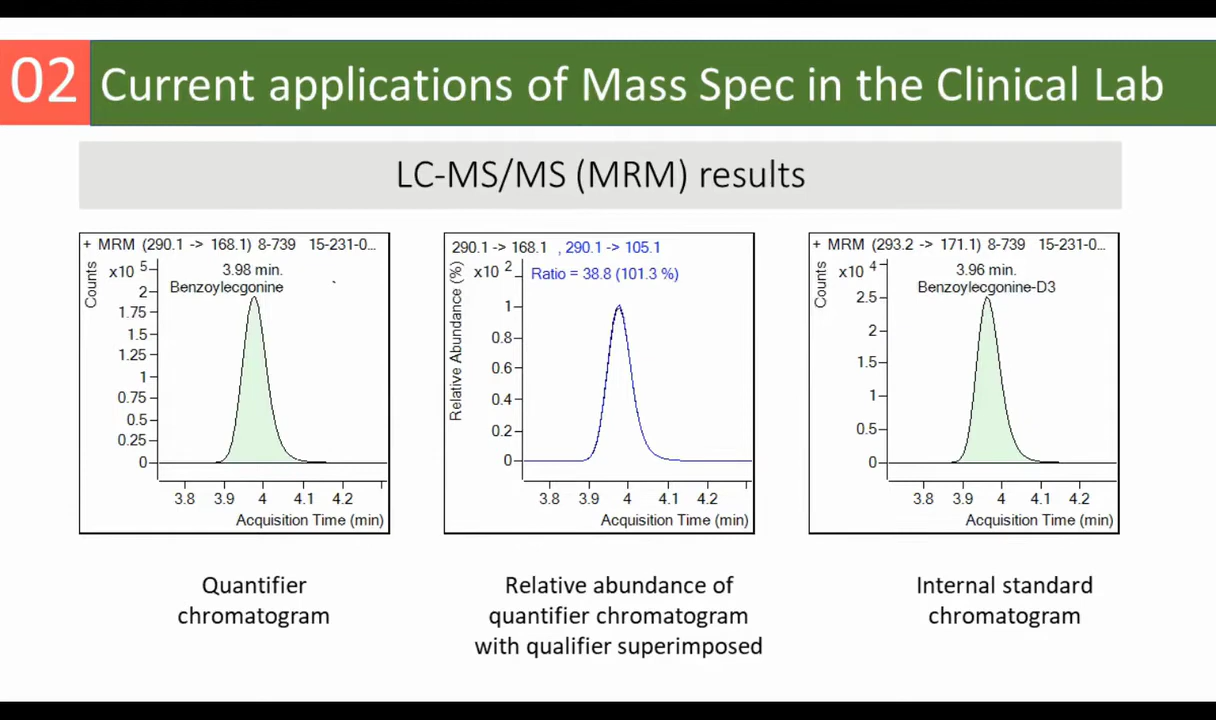 02 Current applications of Mass Spec in the Clinical Lab
LC-MS/MS (MRM) results
+ MRM (290.1 -> 168.1) 8-739 15-231-0...
Counts
x10 5
3.98 min.
Benzoylecgonine
2
1.75
1.5
1.25
1
0.75
0.5
0.25
0
3.8 3.9 4 4.1 4.2
Acquisition Time (min)
290.1 -> 168.1 , 290.1 -> 105.1
Relative Abundance (%)
x10 2
Ratio = 38.8 (101.3 %)
1
0.8
0.6
0.4
0.2
0
3.8 3.9 4 4.1 4.2
Acquisition Time (min)
+ MRM (293.2 -> 171.1) 8-739 15-231-0...
Counts
x10 4
3.96 min.
Benzoylecgonine-D3
2.5
2
1.5
1
0.5
0
3.8 3.9 4 4.1 4.2
Acquisition Time (min)
Quantifier
chromatogram
Relative abundance of
quantifier chromatogram
with qualifier superimposed
Internal standard
chromatogram